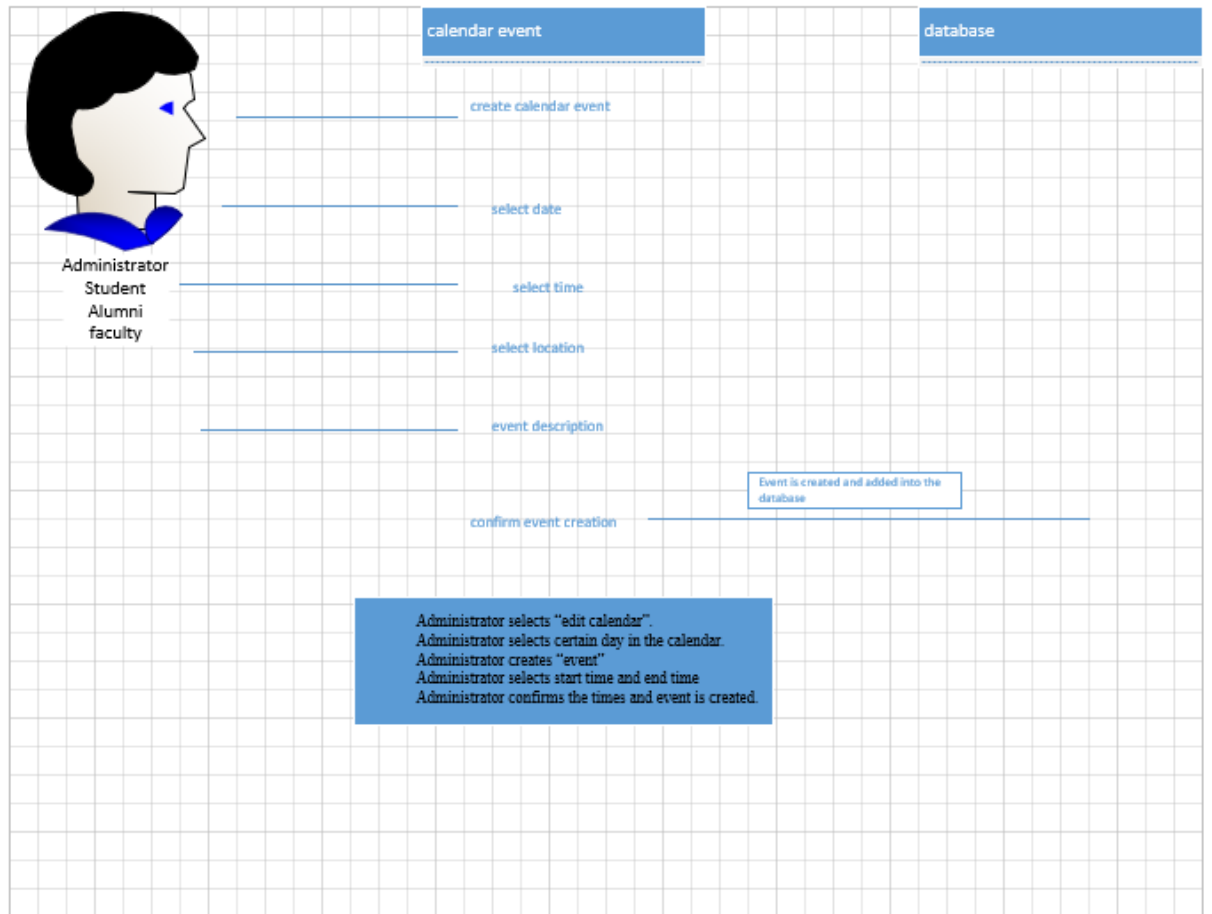 calendar event
database
create calendar event
select date
Administrator
Student
Alumni
faculty
select time
select location
event description
Event is created and added into the
database
confirm event creation
Administrator selects “edit calendar”.
Administrator selects certain day in the calendar.
Administrator creates “event”
Administrator selects start time and end time
Administrator confirms the times and event is created.